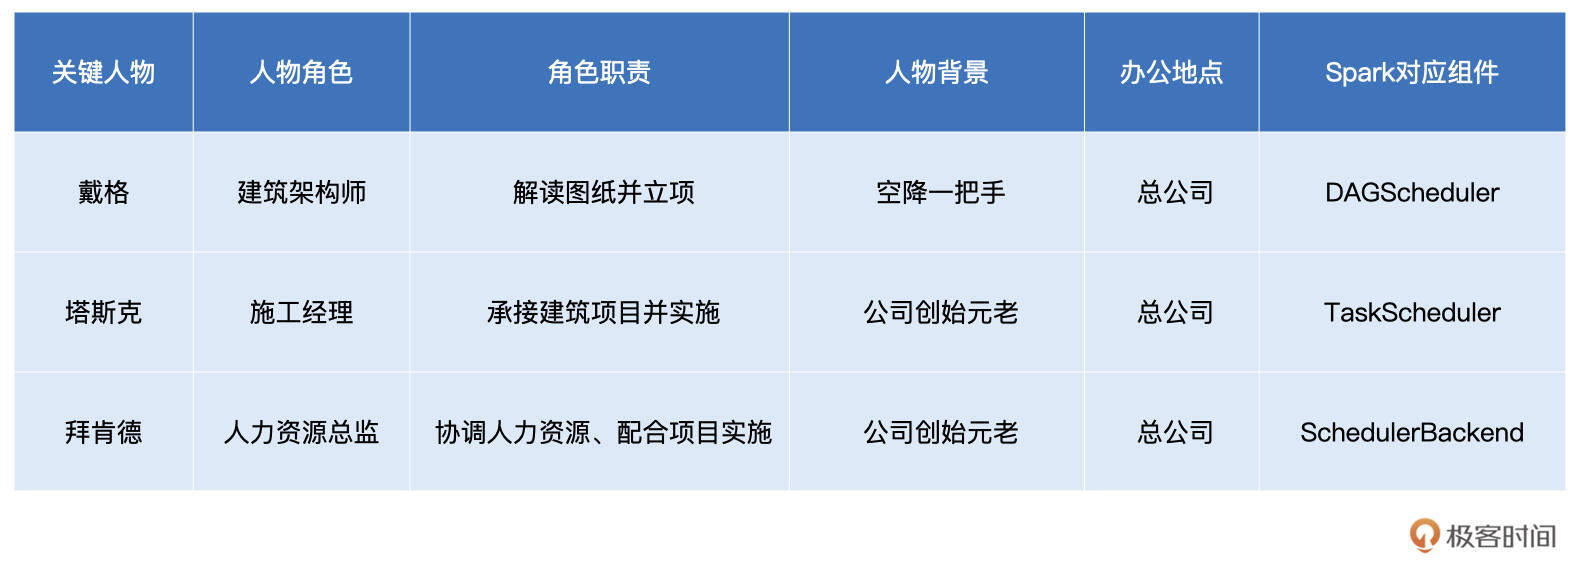 关键人物 人物角色 角色职责 人物背景 办公地点 Spark对应组件
戴格 建筑架构师 解读图纸并立项 空降一把手 总公司 DAGScheduler
塔斯克 施工经理 承接建筑项目并实施 公司创始元老 总公司 TaskScheduler
拜肯德 人力资源总监 协调人力资源、配合项目实施 公司创始元老 总公司 SchedulerBackend
极客时间